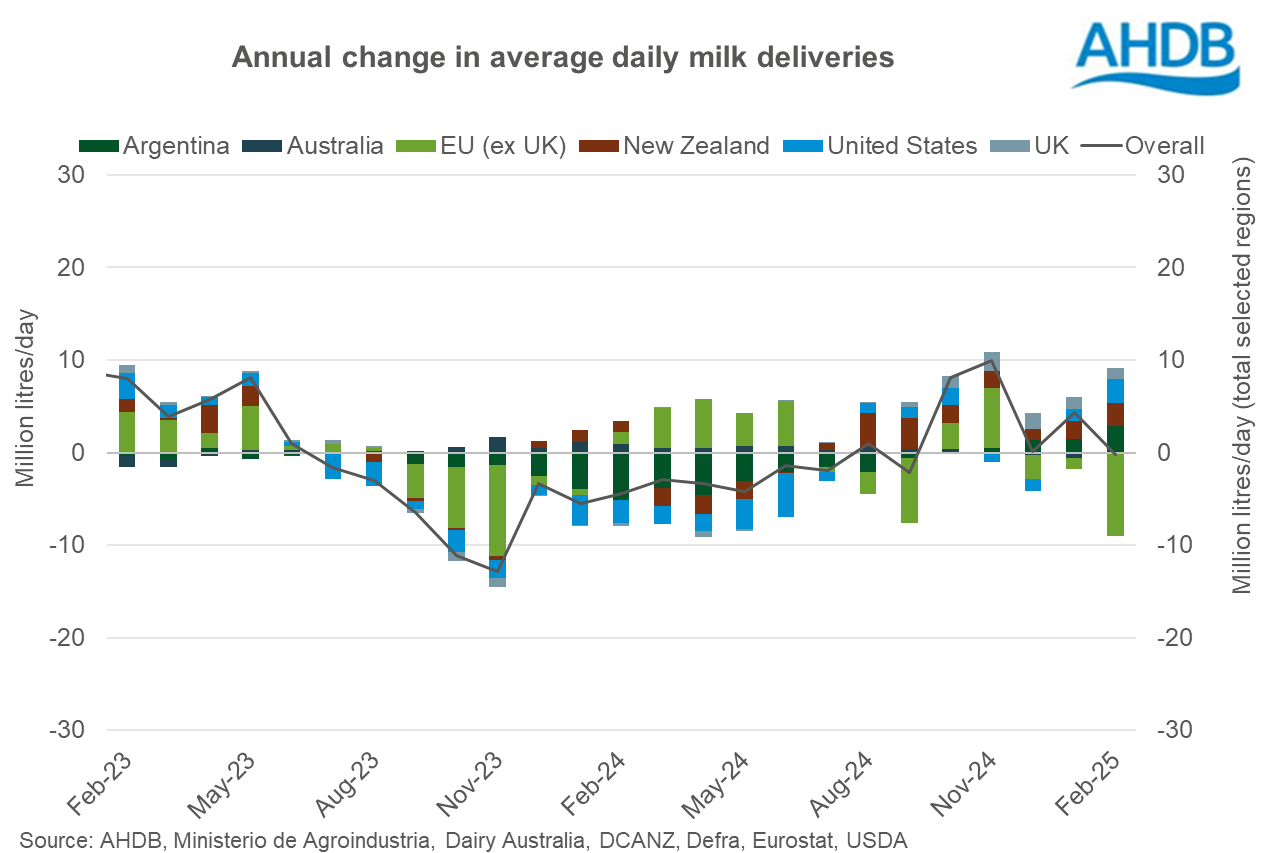 AHDB
Annual change in average daily milk deliveries
Argentina Australia EU (ex UK) New Zealand United States UK Overall
30 30
20 20
10 10
0 0
-10 -10
-20 -20
-30 -30
Million litres/day
Million litres/day (total selected regions)
Feb-23 May-23 Aug-23 Nov-23 Feb-24 May-24 Aug-24 Nov-24 Feb-25
Source: AHDB, Ministerio de Agroindustria, Dairy Australia, DCANZ, Defra, Eurostat, USDA